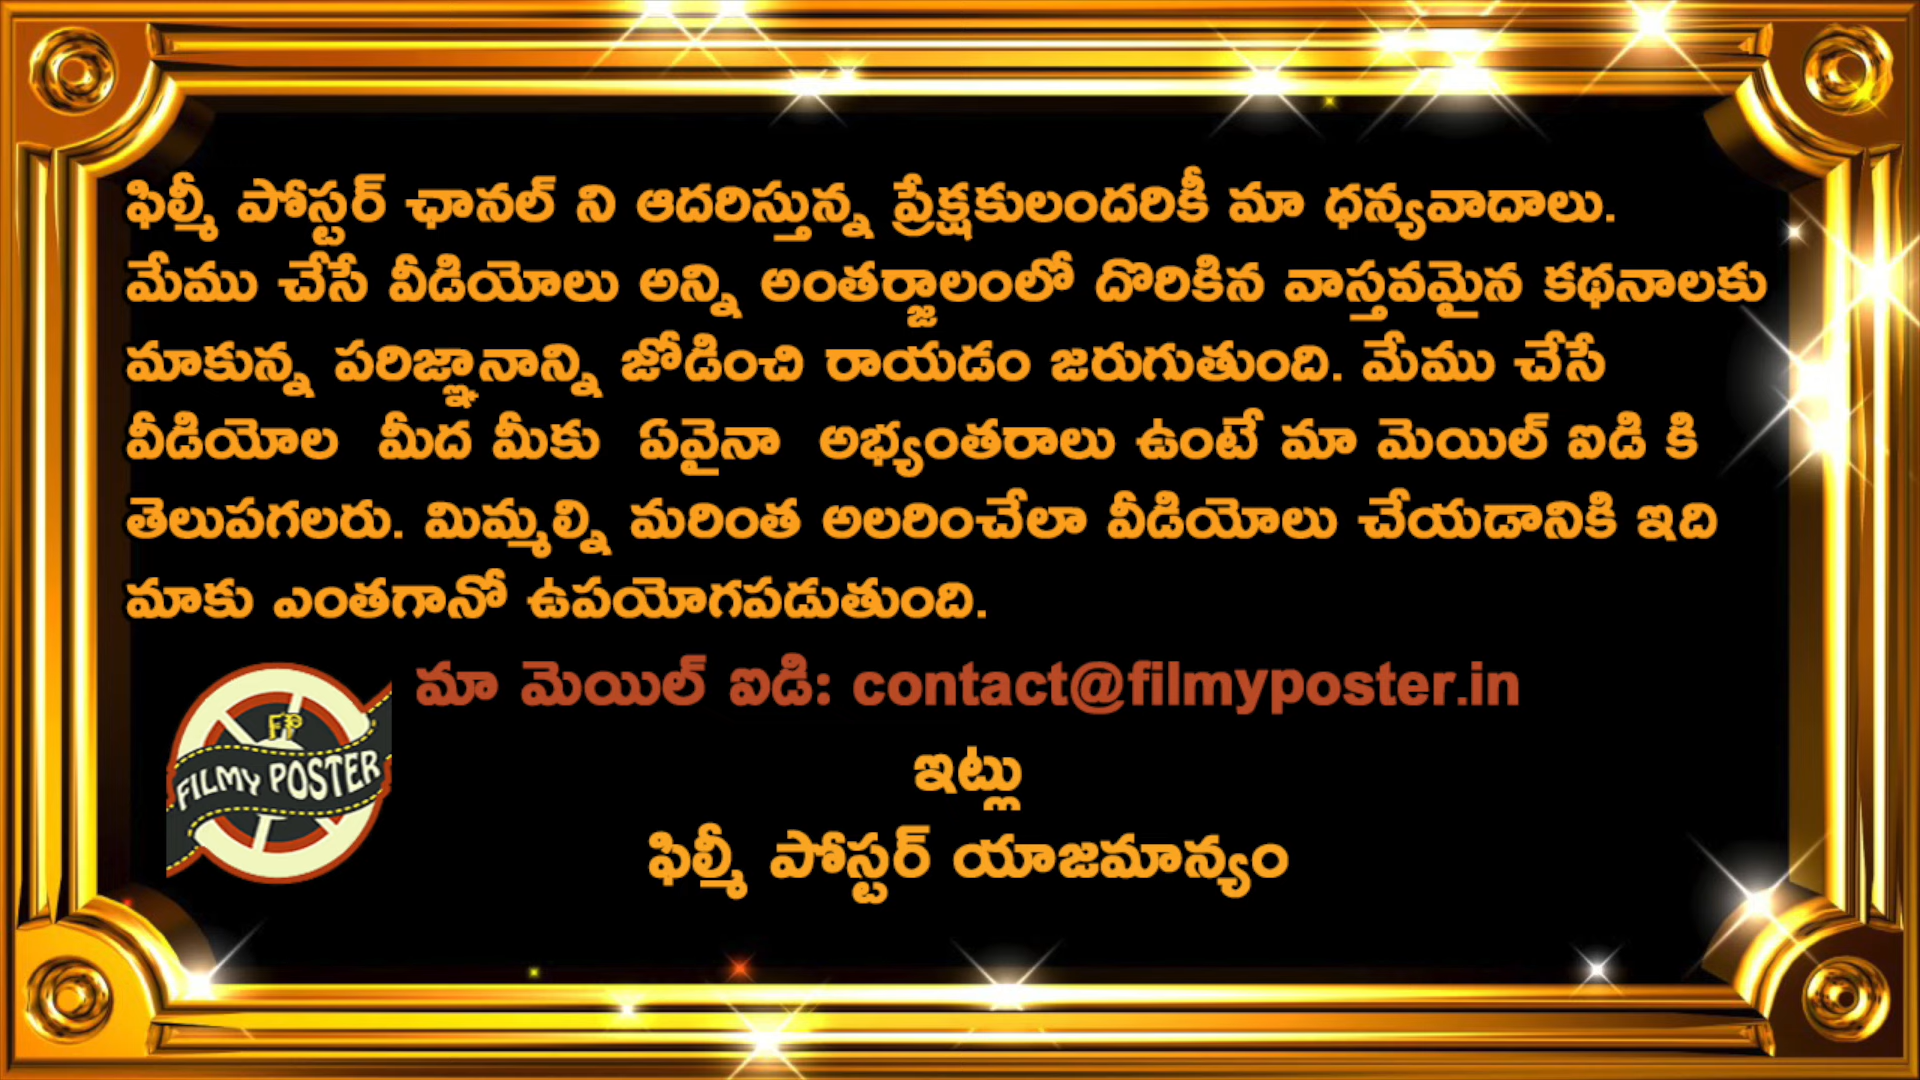 ఫిల్మీ పోస్టర్ ఛానల్ ని ఆదరిస్తున్న ప్రేక్షకులందరికీ మా ధన్యవాదాలు.
మేము చేసే వీడియోలు అన్ని అంతర్జాలంలో దొరికిన వాస్తవమైన కథనాలకు
మాకున్న పరిజ్ఞానాన్ని జోడించి రాయడం జరుగుతుంది. మేము చేసే
వీడియోల మీద మీకు ఏవైనా అభ్యంతరాలు ఉంటే మా మెయిల్ ఐడి కి
తెలుపగలరు. మిమ్మల్ని మరింత అలరించేలా వీడియోలు చేయడానికి ఇది
మాకు ఎంతగానో ఉపయోగపడుతుంది.
మా మెయిల్ ఐడి: contact@filmyposter.in
FP
FILMY POSTER
ఇట్లు
ఫిల్మీ పోస్టర్ యాజమాన్యం